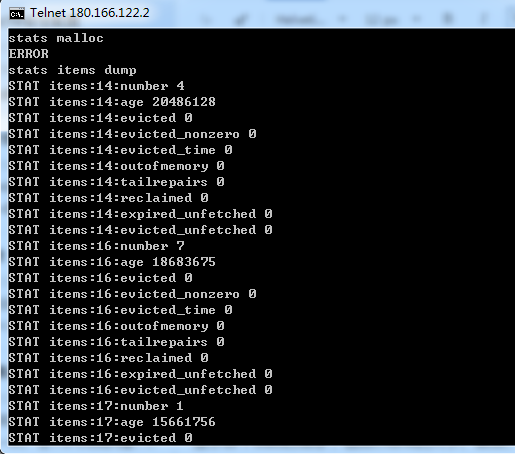 Telnet 180.166.122.2
stats malloc
ERROR
stats items dump
STAT items:14:number 4
STAT items:14:age 20486128
STAT items:14:evicted 0
STAT items:14:evicted_nonzero 0
STAT items:14:evicted_time 0
STAT items:14:outofmemory 0
STAT items:14:tailrepairs 0
STAT items:14:reclaimed 0
STAT items:14:expired_unfetched 0
STAT items:14:evicted_unfetched 0
STAT items:16:number 7
STAT items:16:age 18683675
STAT items:16:evicted 0
STAT items:16:evicted_nonzero 0
STAT items:16:evicted_time 0
STAT items:16:outofmemory 0
STAT items:16:tailrepairs 0
STAT items:16:reclaimed 0
STAT items:16:expired_unfetched 0
STAT items:16:evicted_unfetched 0
STAT items:17:number 1
STAT items:17:age 15661756
STAT items:17:evicted 0